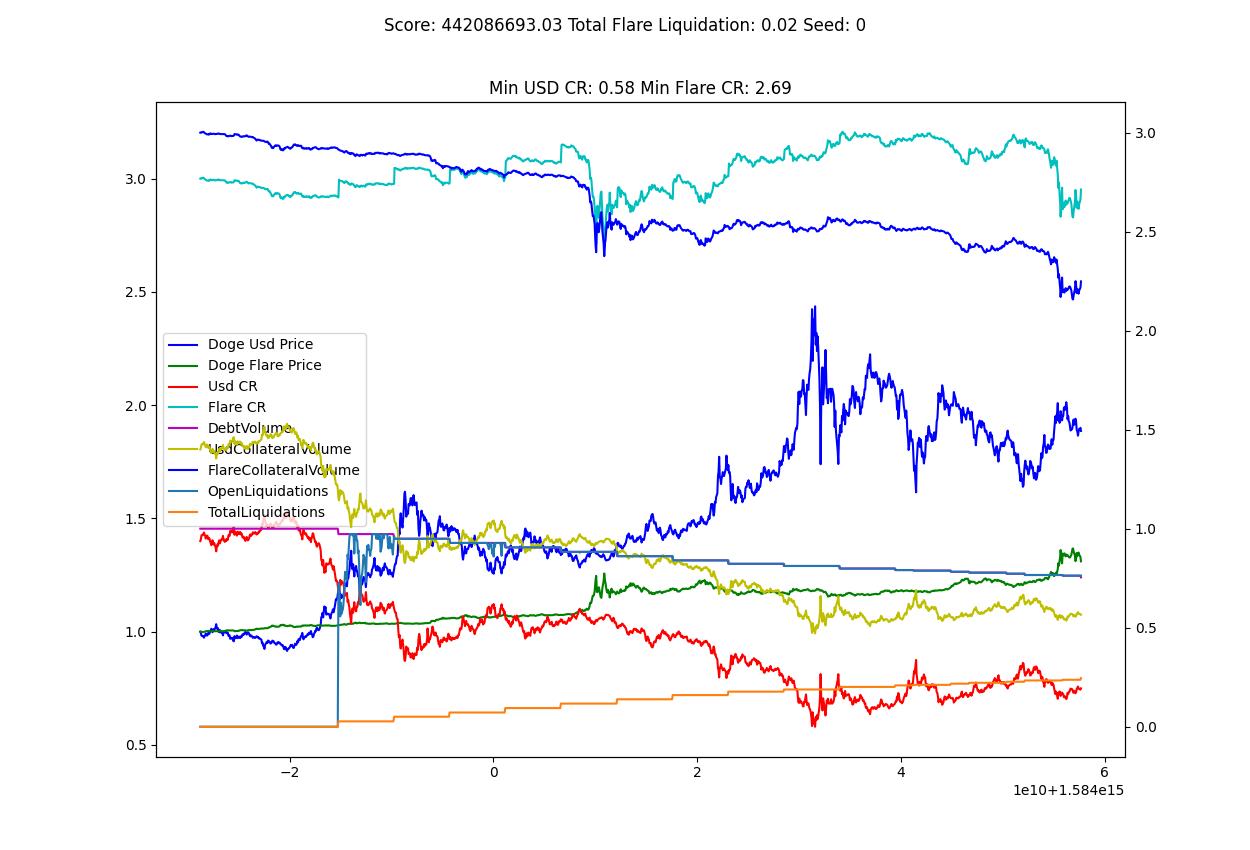 Score: 442086693.03 Total Flare Liquidation: 0.02 Seed: 0
Min USD CR: 0.58 Min Flare CR: 2.69
3.0
2.5
2.0
1.5
1.0
0.5
Doge Usd Price
Doge Flare Price
Usd CR
Flare CR
DebtVolume
UsdCollateralVolume
FlareCollateralVolume
OpenLiquidations
TotalLiquidations
3.0
2.5
2.0
1.5
1.0
0.5
0.0
−2 0 2 4 6
1e10+1.584e15